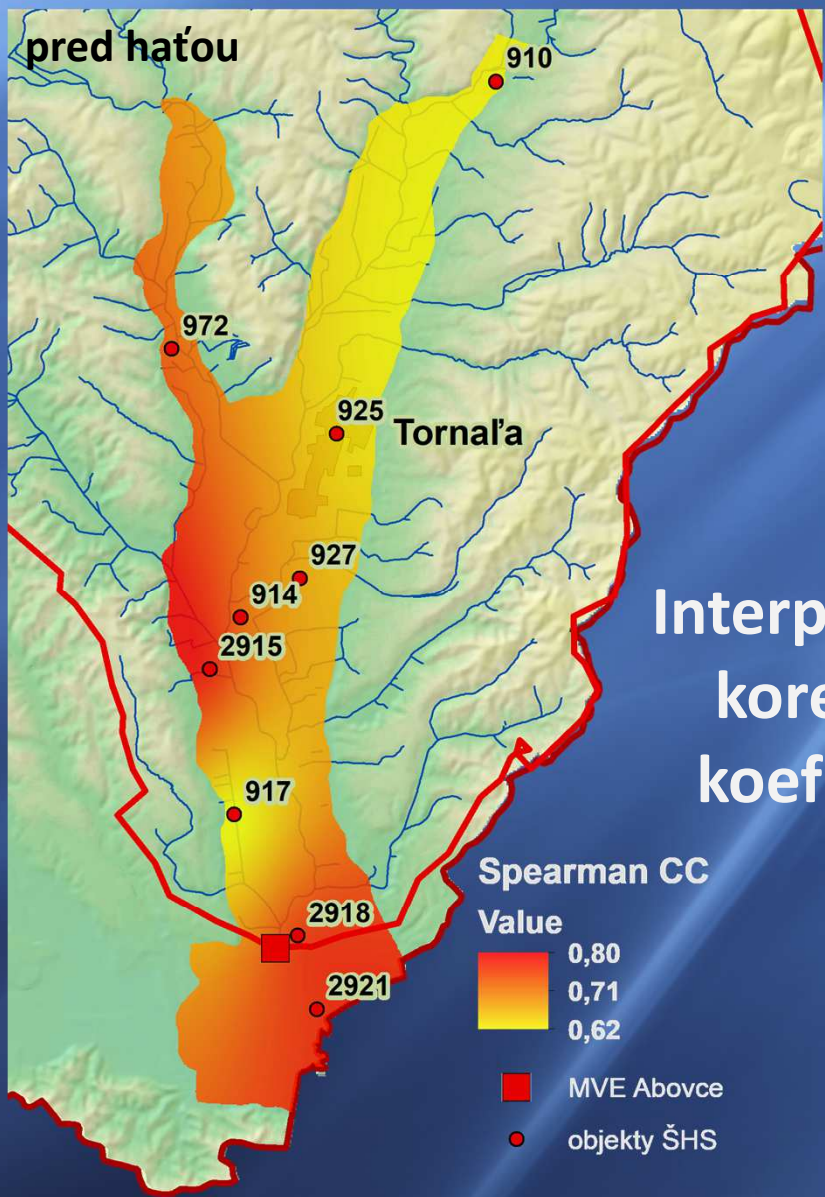 pred haťou
910
972
925
Tornaľa
927
914
2915
917
2918
2921
Spearman CC
Value
0,80
0,71
0,62
MVE Abovce
objekty ŠHS